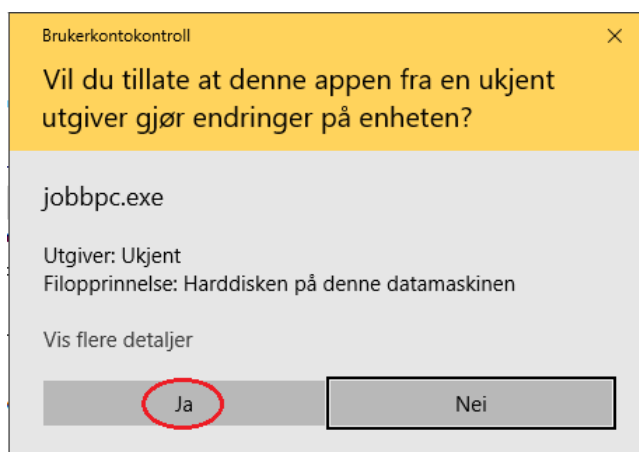 Brukerkontokontroll
Vil du tillate at denne appen fra en ukjent
utgiver gjør endringer på enheten?
jobbpc.exe
Utgiver: Ukjent
Filopprinnelse: Harddisken på denne datamaskinen
Vis flere detaljer
Ja
Nei